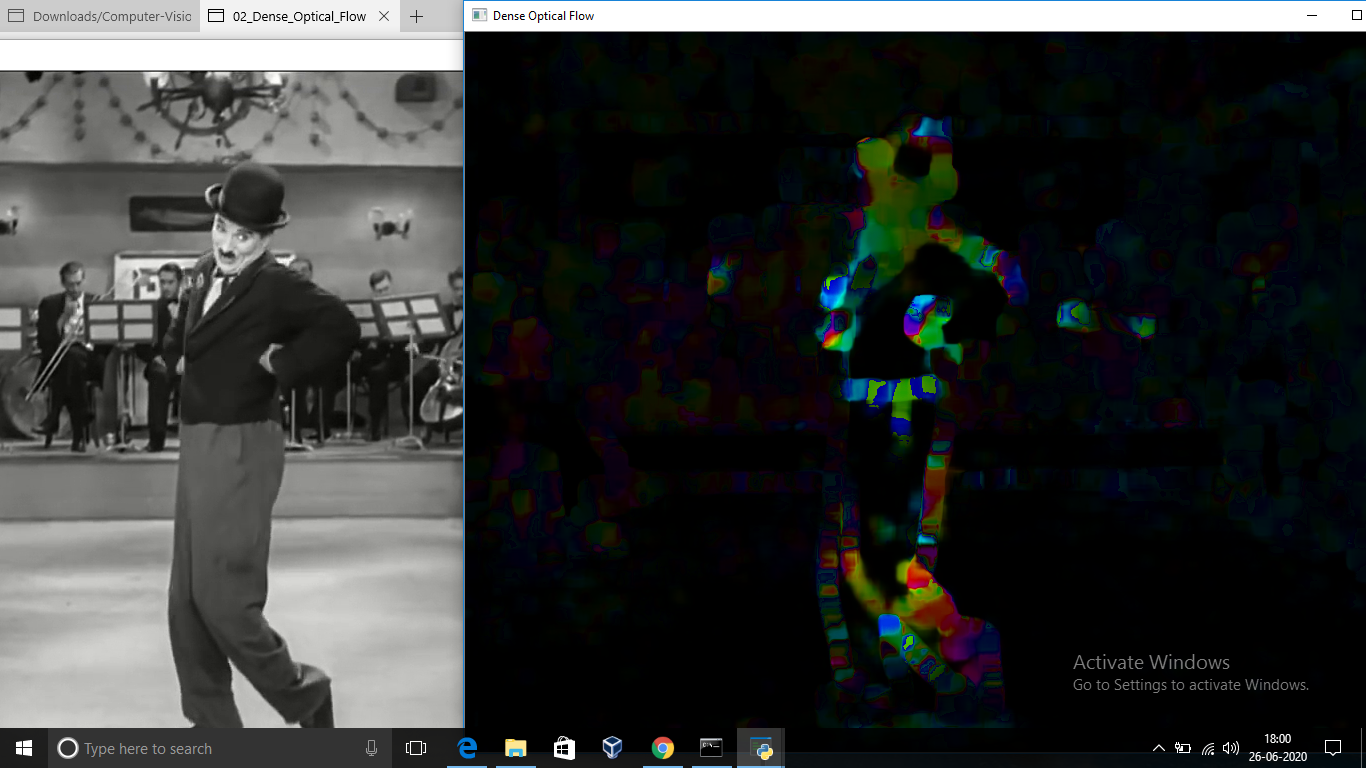 Downloads/Computer-Visio
02_Dense_Optical_Flow
Dense Optical Flow
Activate Windows
Go to Settings to activate Windows.
Type here to search
18:00
26-06-2020